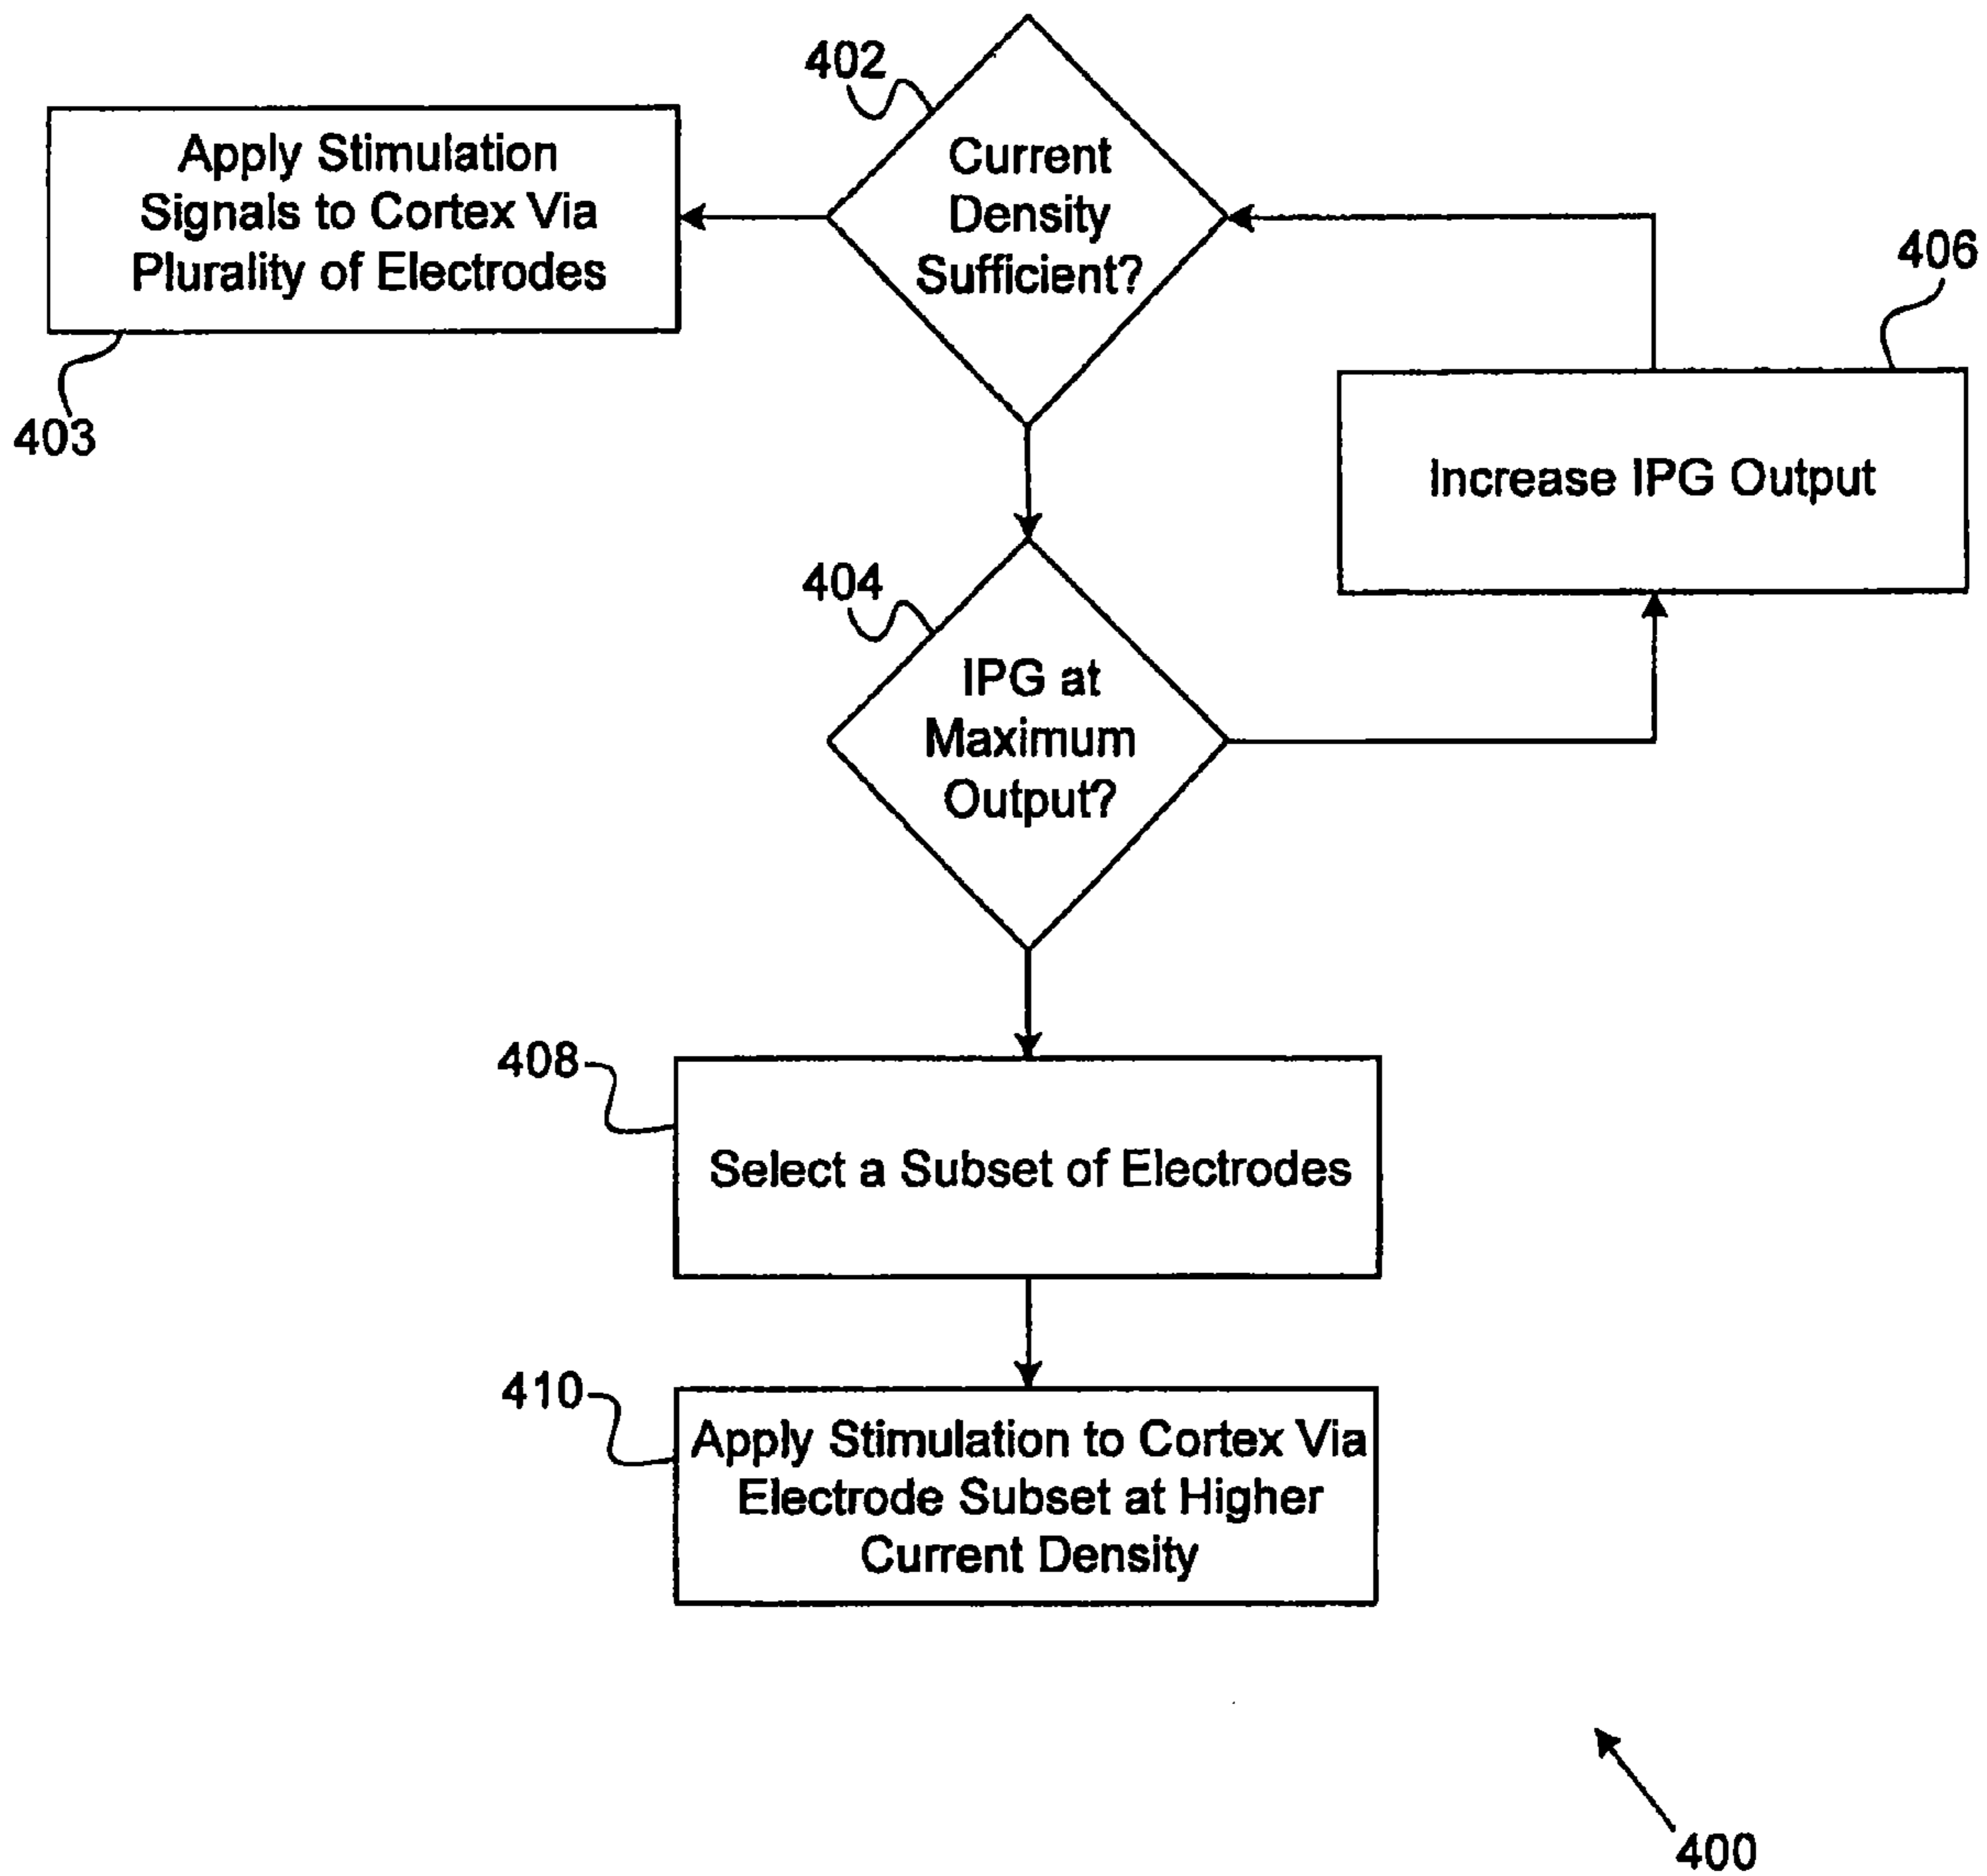 402
Current
Density
Sufficient?
Apply Stimulation
Signals to Cortex Via
Plurality of Electrodes
403
406
Increase IPG Output
404
IPG at
Maximum
Output?
408
Select a Subset of Electrodes
410
Apply Stimulation to Cortex Via
Electrode Subset at Higher
Current Density
400